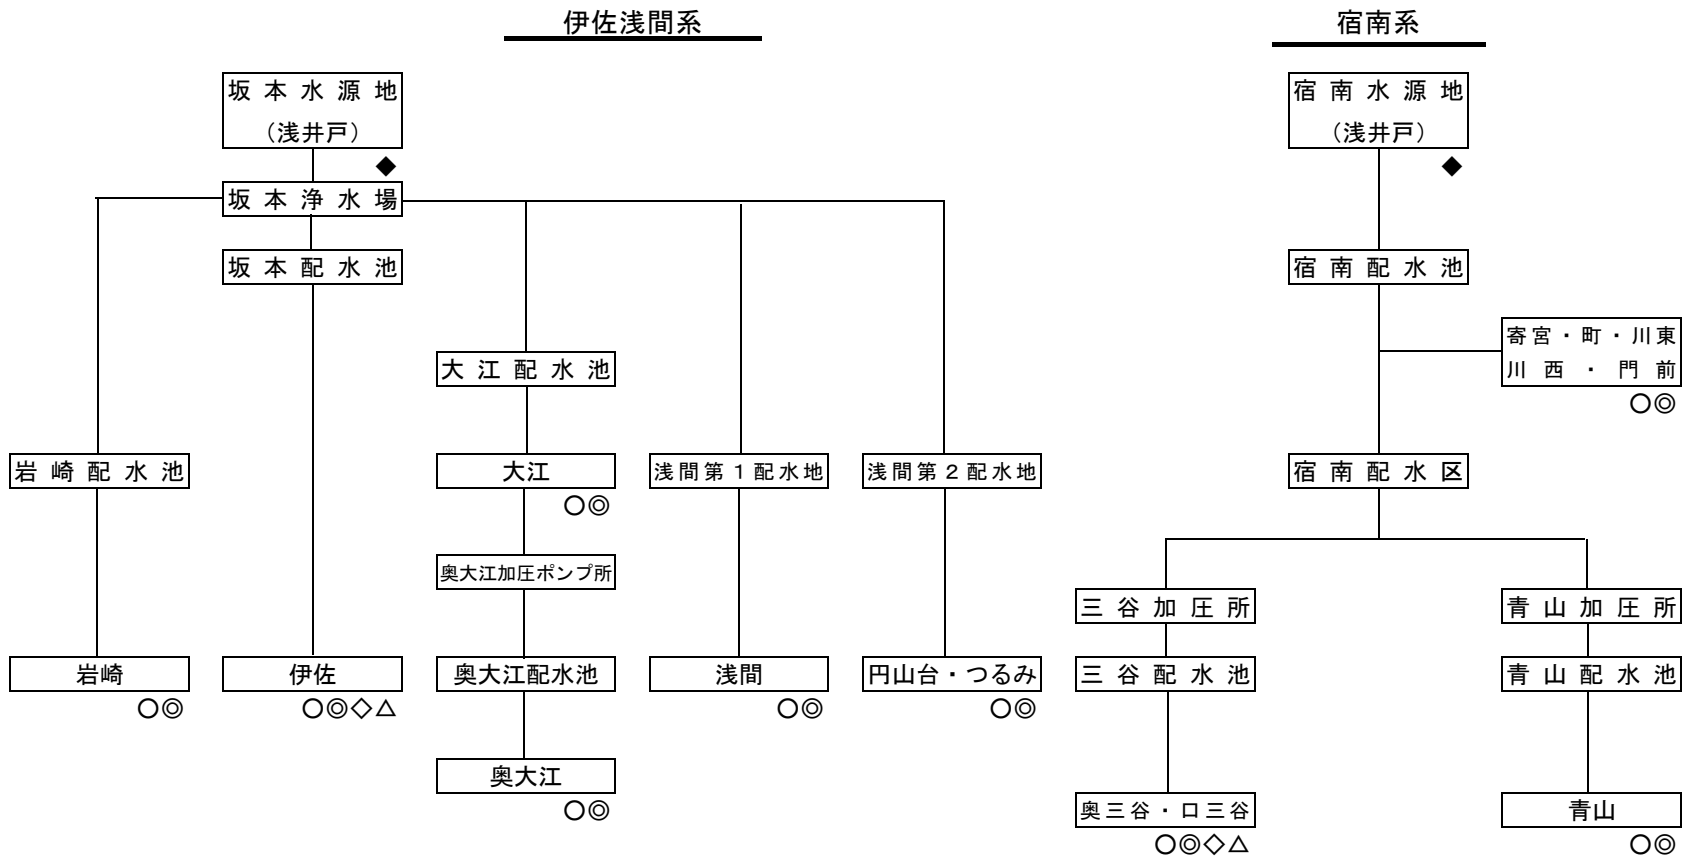 伊佐浅間系
宿南系
坂本水源地
（浅井戸）
◆
宿南水源地
（浅井戸）
◆
坂本浄水場
坂本配水池
宿南配水池
寄宮・町・川東
川西・門前
○◎
大江配水池
岩崎配水池
大江
○◎
浅間第１配水地
浅間第２配水地
宿南配水区
奥大江加圧ポンプ所
三谷加圧所
青山加圧所
岩崎
○◎
伊佐
○◎◇△
奥大江配水池
浅間
○◎
円山台・つるみ
○◎
三谷配水池
青山配水池
奥大江
○◎
奥三谷・口三谷
○◎◇△
青山
○◎